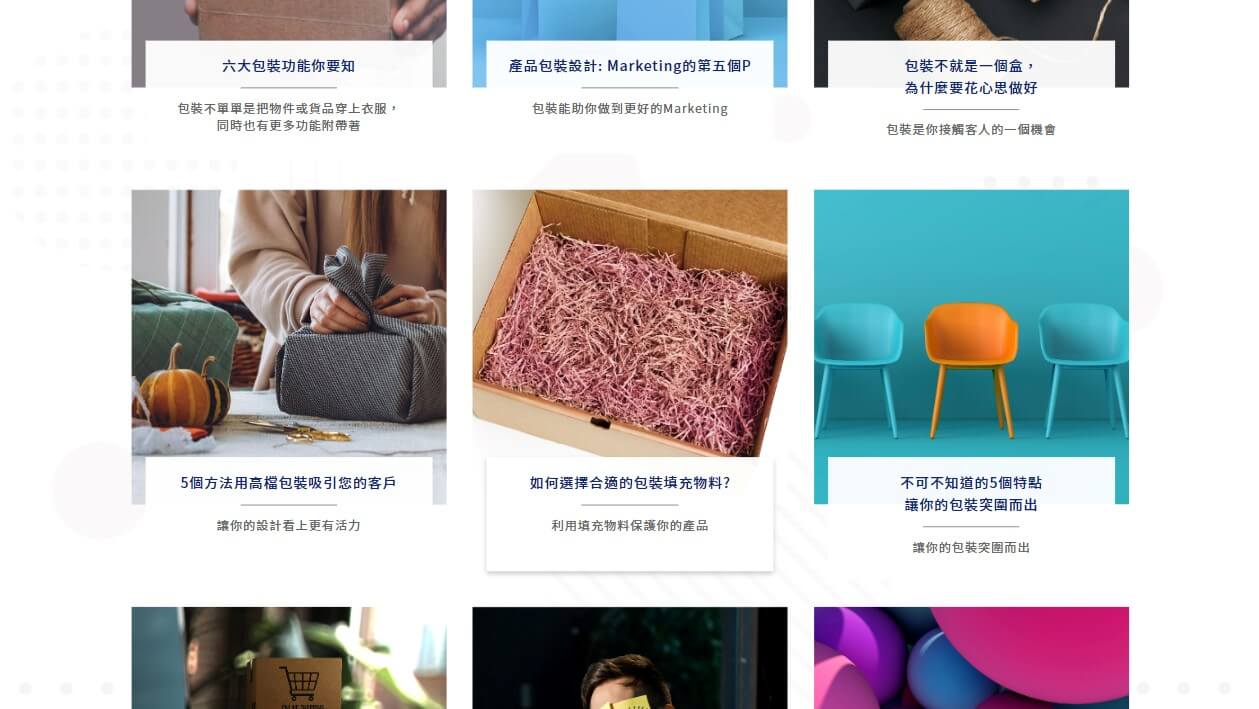 六大包裝功能你要知
包裝不單單是把物件或貨品穿上衣服，
同時也有更多功能附帶著
產品包裝設計: Marketing的第五個P
包裝能助你做到更好的Marketing
包裝不就是一個盒，
為什麼要花心思做好
包裝是你接觸客人的一個機會
5個方法用高檔包裝吸引您的客戶
讓你的設計看上更有活力
如何選擇合適的包裝填充物料?
利用填充物料保護你的產品
不可不知道的5個特點
讓你的包裝突圍而出
讓你的包裝突圍而出